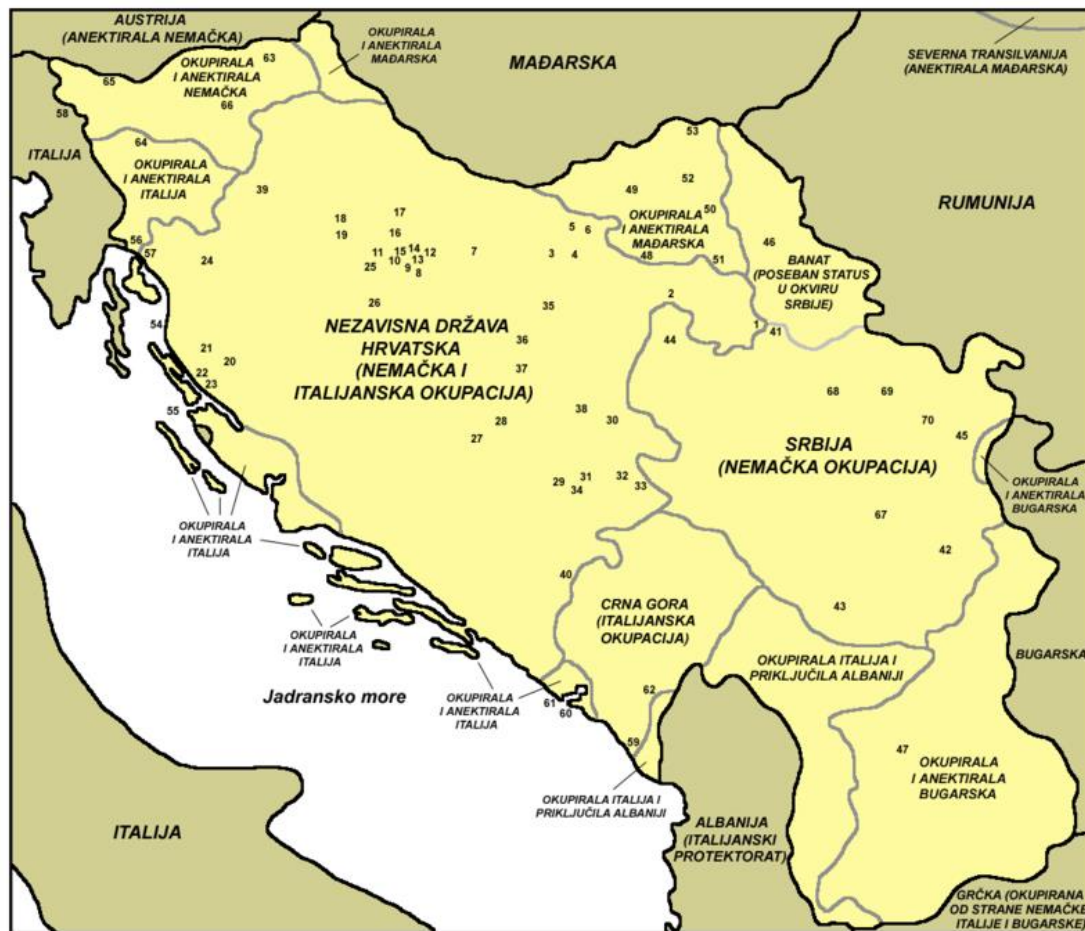 AUSTRIJA
(ANEKTIRALA NEMAČKA)
OKUPIRALA
I ANEKTIRALA
MAĐARSKA
MAĐARSKA
SEVERNA TRANSILVANIJA
(ANEKTIRALA MAĐARSKA)
63
OKUPIRALA
I ANEKTIRALA
NEMAČKA
65
66
58
64
ITALIJA
OKUPIRALA
I ANEKTIRALA
ITALIJA
39
53
52
49
50
OKUPIRALA
I ANEKTIRALA
MAĐARSKA
48
51
RUMUNIJA
46
BANAT
(POSEBAN STATUS
U OKVIRU
SRBIJE)
18
17
19
16
5
6
56
57
24
11
15
14
12
10
13
25
9
8
7
3
4
26
35
2
1
41
44
54
NEZAVISNA DRŽAVA
HRVATSKA
(NEMAČKA I
ITALIJANSKA OKUPACIJA)
36
37
21
20
22
23
55
38
28
30
27
68
69
70
45
SRBIJA
(NEMAČKA OKUPACIJA)
OKUPIRALA
I ANEKTIRALA
BUGARSKA
29
31
32
34
33
67
42
OKUPIRALA
I ANEKTIRALA
ITALIJA
40
43
CRNA GORA
(ITALIJANSKA
OKUPACIJA)
OKUPIRALA
I ANEKTIRALA
ITALIJA
OKUPIRALA ITALIJA I
PRIKLJUČILA ALBANIJI
BUGARSKA
Jadransko more
OKUPIRALA
I ANEKTIRALA
ITALIJA
61
60
62
59
47
OKUPIRALA
I ANEKTIRALA
BUGARSKA
OKUPIRALA ITALIJA I
PRIKLJUČILA ALBANIJI
ITALIJA
ALBANIJA
(ITALIJANSKI
PROTEKTORAT)
GRČKA (OKUPIRANA
OD STRANE NEMAČKE
ITALIJE I BUGARSKE)